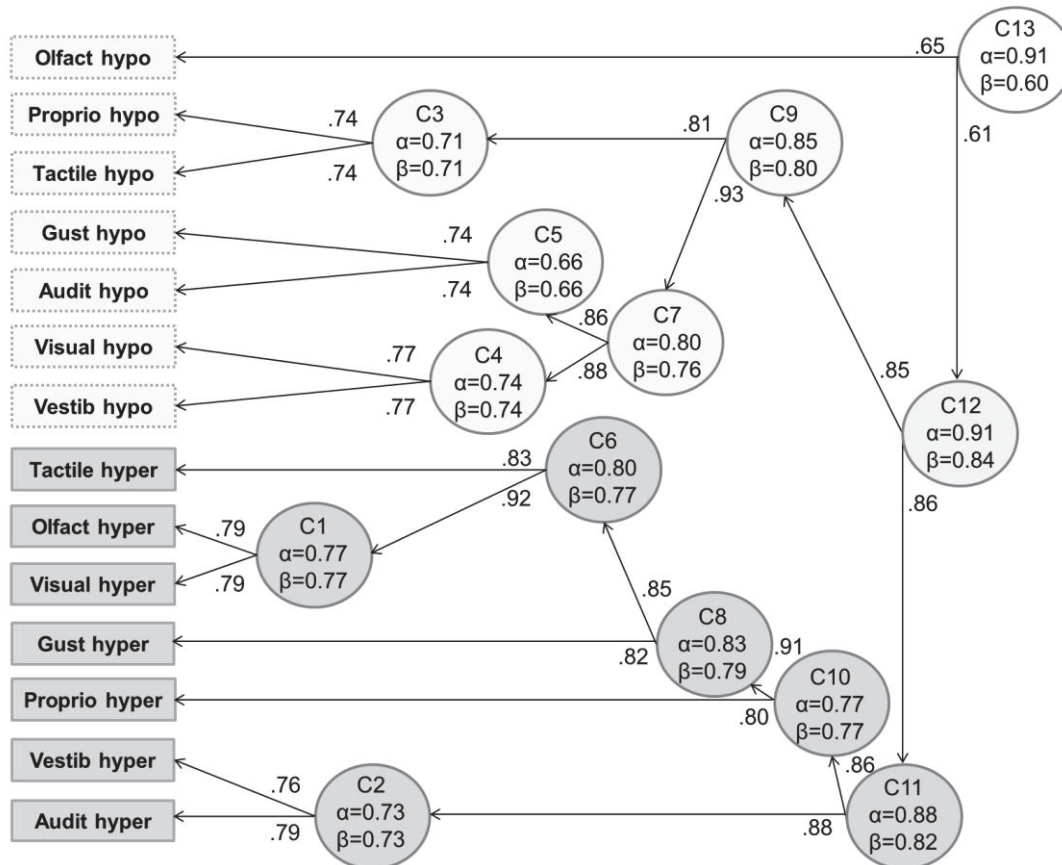 Olfact hypo
.65
C13
α=0.91
β=0.60
.61
Proprio hypo
Tactile hypo
.74
.74
C3
α=0.71
β=0.71
.81
C9
α=0.85
β=0.80
.93
Gust hypo
Audit hypo
.74
.74
C5
α=0.66
β=0.66
.86
.88
C7
α=0.80
β=0.76
Visual hypo
Vestib hypo
.77
.77
C4
α=0.74
β=0.74
.85
C12
α=0.91
β=0.84
.86
Tactile hyper
.83
.92
C6
α=0.80
β=0.77
Olfact hyper
Visual hyper
.79
.79
C1
α=0.77
β=0.77
.85
Gust hyper
.82
C8
α=0.83
β=0.79
.91
Proprio hyper
.80
C10
α=0.77
β=0.77
.86
Vestib hyper
Audit hyper
.76
.79
C2
α=0.73
β=0.73
.88
C11
α=0.88
β=0.82